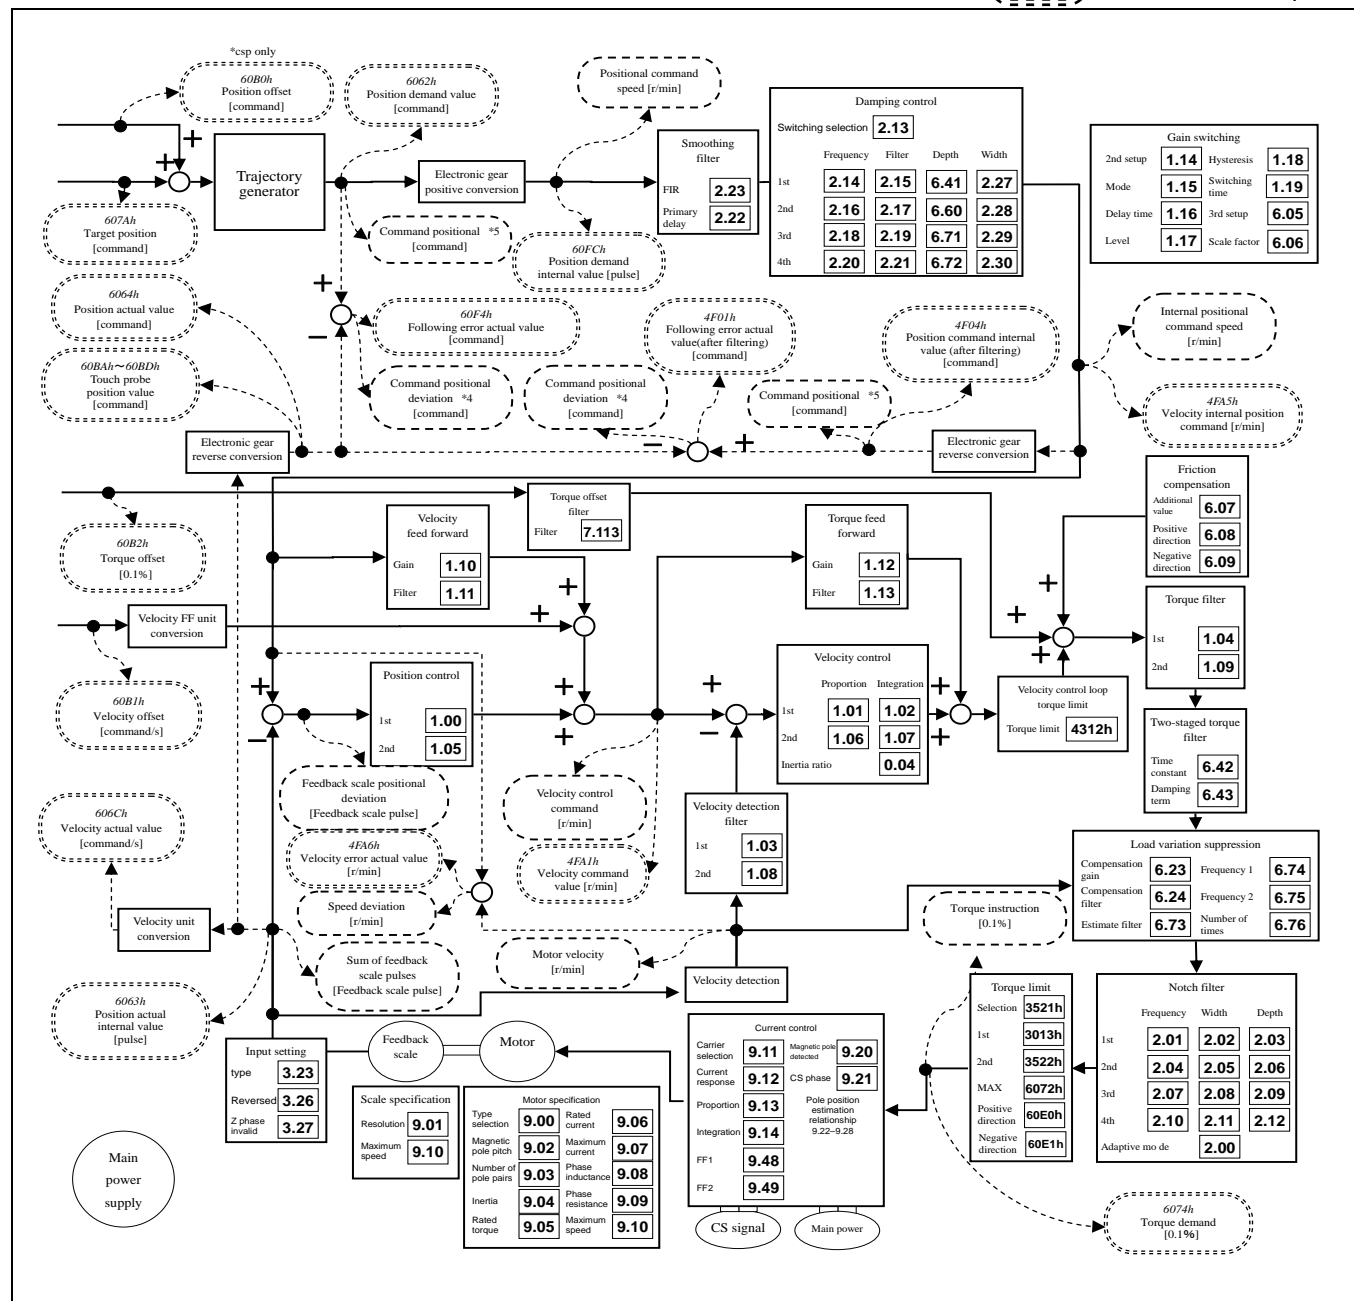 *csp only
60B0h
Position offset
[command]
6062h
Position demand value
[command]
Positional command
speed [r/min]
Trajectory
generator
Electronic gear
positive conversion
Smoothing
filter
FIR 2.23
Primary
delay 2.22
Damping control
Switching selection 2.13
Frequency Filter Depth Width
1st 2.14 2.15 6.41 2.27
2nd 2.16 2.17 6.60 2.28
3rd 2.18 2.19 6.71 2.29
4th 2.20 2.21 6.72 2.30
Gain switching
2nd setup 1.14 Hysteresis 1.18
Mode 1.15 Switching
time 1.19
Delay time 1.16 3rd setup 6.05
Level 1.17 Scale factor 6.06
607Ah
Target position
[command]
Command positional *5
[command]
60FCh
Position demand
internal value [pulse]
6064h
Position actual value
[command]
60F4h
Following error actual value
[command]
4F01h
Following error actual
value(after filtering)
[command]
4F04h
Position command internal
value (after filtering)
[command]
Internal positional
command speed
[r/min]
60BAh～60BDh
Touch probe
position value
[command]
Command positional
deviation *4
[command]
Command positional
deviation *4
[command]
Command positional *5
[command]
4FA5h
Velocity internal position
command [r/min]
Electronic gear
reverse conversion
Electronic gear
reverse conversion
Friction
compensation
Additional
value 6.07
Positive
direction 6.08
Negative
direction 6.09
Torque offset
filter
Filter 7.113
60B2h
Torque offset
[0.1%]
Velocity
feed forward
Gain 1.10
Filter 1.11
Torque feed
forward
Gain 1.12
Filter 1.13
Velocity FF unit
conversion
Torque filter
1st 1.04
2nd 1.09
60B1h
Velocity offset
[command/s]
Position control
1st 1.00
2nd 1.05
Velocity control
Proportion Integration
1st 1.01 1.02
2nd 1.06 1.07
Inertia ratio 0.04
Velocity control loop
torque limit
Torque limit 4312h
Two-staged torque
filter
Time
constant 6.42
Damping
term 6.43
Feedback scale positional
deviation
[Feedback scale pulse]
Velocity control
command
[r/min]
Velocity detection
filter
1st 1.03
2nd 1.08
606Ch
Velocity actual value
[command/s]
4FA6h
Velocity error actual value
[r/min]
4FA1h
Velocity command
value [r/min]
Load variation suppression
Compensation
gain 6.23 Frequency 1 6.74
Compensation
filter 6.24 Frequency 2 6.75
Estimate filter 6.73 Number of
times 6.76
Speed deviation
[r/min]
Torque instruction
[0.1%]
Velocity unit
conversion
Sum of feedback
scale pulses
[Feedback scale pulse]
Motor velocity
[r/min]
Velocity detection
6063h
Position actual
internal value
[pulse]
Torque limit
Selection 3521h
1st 3013h
2nd 3522h
MAX 6072h
Positive
direction 60E0h
Negative
direction 60E1h
Notch filter
Frequency Width Depth
1st 2.01 2.02 2.03
2nd 2.04 2.05 2.06
3rd 2.07 2.08 2.09
4th 2.10 2.11 2.12
Adaptive mo de 2.00
Input setting
type 3.23
Reversed 3.26
Z phase
invalid 3.27
Feedback
scale
Motor
Current control
Carrier
selection 9.11 Magnetic pole
detected 9.20
Current
response 9.12 CS phase 9.21
Proportion 9.13 Pole position
estimation
relationship
9.22–9.28
Integration 9.14
FF1 9.48
FF2 9.49
Scale specification
Resolution 9.01
Maximum
speed 9.10
Motor specification
Type
selection 9.00 Rated
current 9.06
Magnetic
pole pitch 9.02 Maximum
current 9.07
Number of
pole pairs 9.03 Phase
inductance 9.08
Inertia 9.04 Phase
resistance 9.09
Rated
torque 9.05 Maximum
speed 9.10
Main
power
supply
CS signal
Main power
6074h
Torque demand
[0.1%]